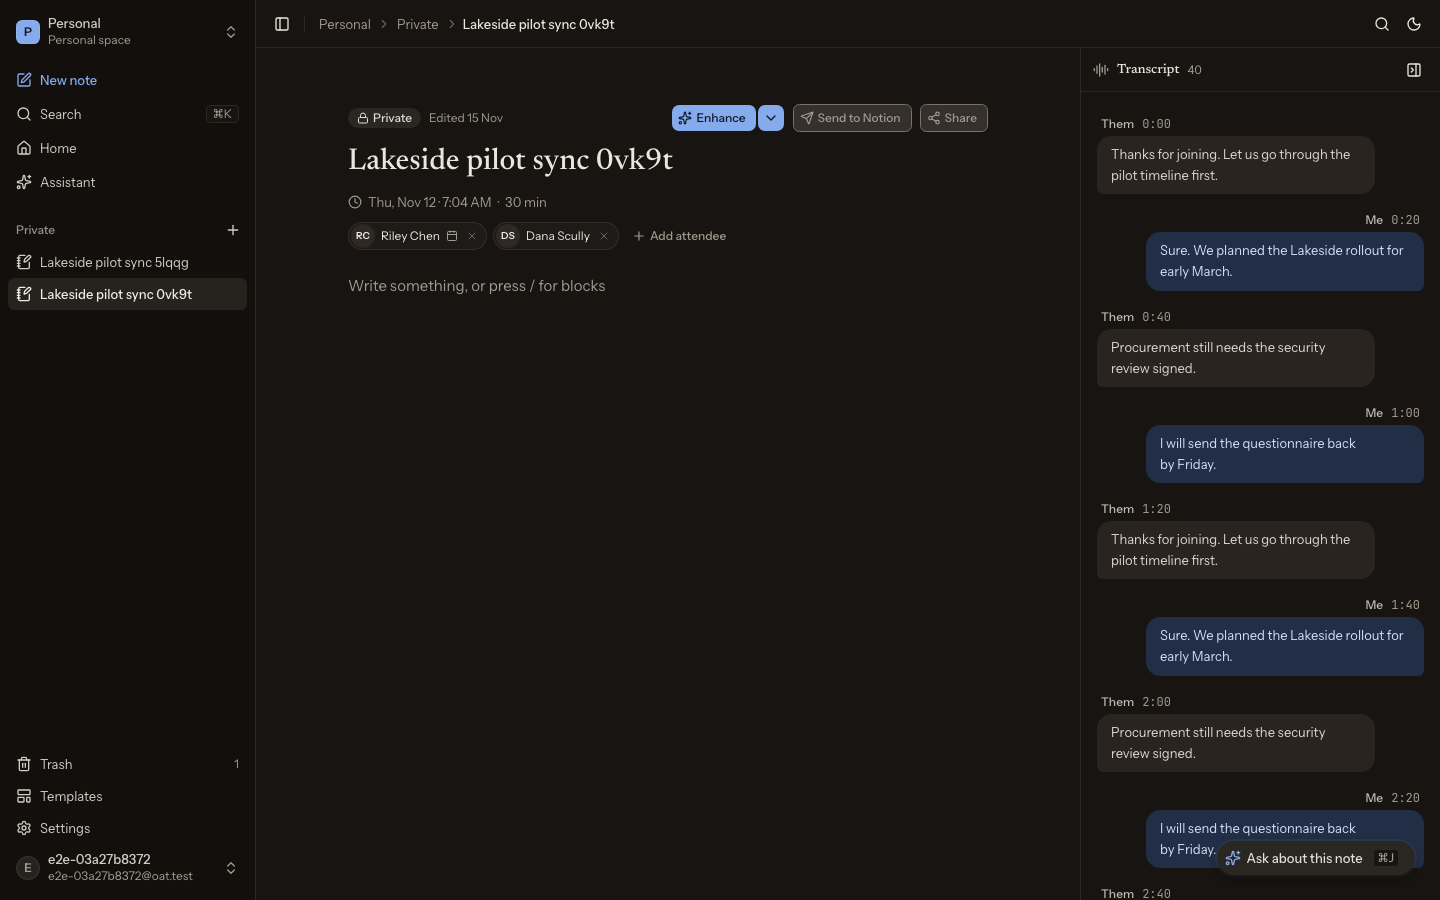 P
Personal
Personal space
New note
Search
⌘K
Home
Assistant
Private
Lakeside pilot sync 5lqqg
Lakeside pilot sync 0vk9t
Trash
1
Templates
Settings
E
e2e-03a27b8372
e2e-03a27b8372@oat.test
Personal
Private
Lakeside pilot sync 0vk9t
Private
Edited 15 Nov
Enhance
Send to Notion
Share
Lakeside pilot sync 0vk9t
Thu, Nov 12 · 7:04 AM · 30 min
RC
Riley Chen
DS
Dana Scully
Add attendee
Write something, or press / for blocks
Transcript 40
Them 0:00
Thanks for joining. Let us go through the
pilot timeline first.
Me 0:20
Sure. We planned the Lakeside rollout for
early March.
Them 0:40
Procurement still needs the security
review signed.
Me 1:00
I will send the questionnaire back
by Friday.
Them 1:20
Thanks for joining. Let us go through the
pilot timeline first.
Me 1:40
Sure. We planned the Lakeside rollout for
early March.
Them 2:00
Procurement still needs the security
review signed.
Me 2:20
I will send the questionnaire back
by Friday.
Ask about this note
⌘J
Them 2:40